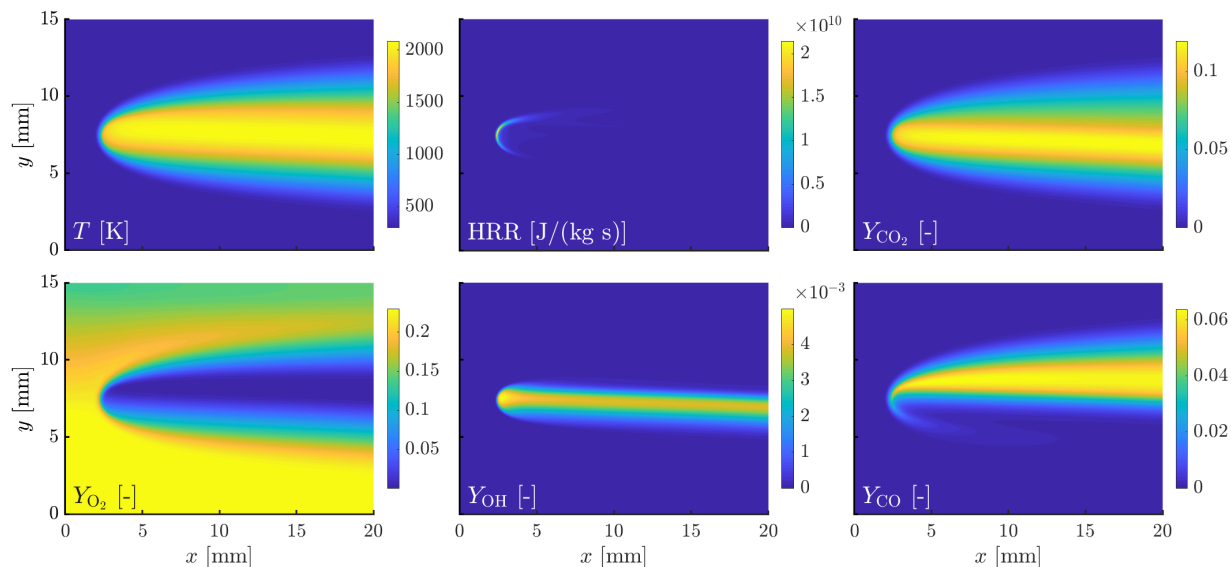 15
10
5
0
y [mm]
T [K]
2000
1500
1000
500
HRR [J/(kg s)]
×10¹⁰
2
1.5
1
0.5
0
Y_CO₂ [-]
0.1
0.05
0
15
10
5
0
y [mm]
Y_O₂ [-]
0 5 10 15 20
x [mm]
0.2
0.15
0.1
0.05
Y_OH [-]
0 5 10 15 20
x [mm]
×10⁻³
4
3
2
1
0
Y_CO [-]
0 5 10 15 20
x [mm]
0.06
0.04
0.02
0